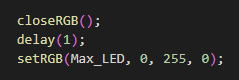 closeRGB();
delay(1);
setRGB(Max_LED, 0, 255, 0);